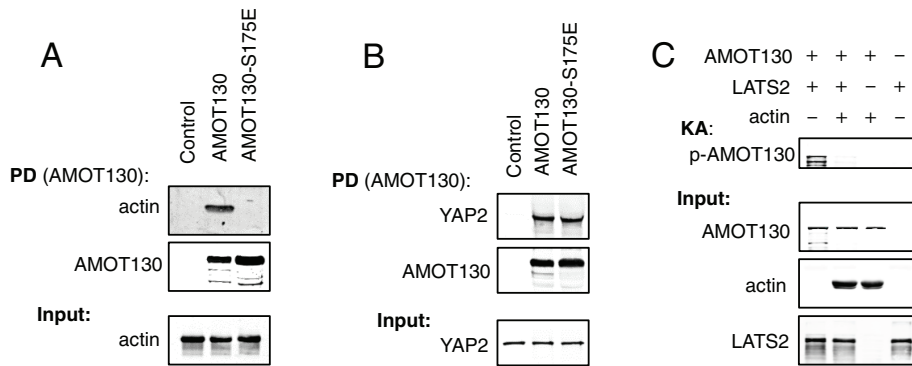 A
Control
AMOT130
AMOT130-S175E
PD (AMOT130):
actin
AMOT130
Input:
actin
B
Control
AMOT130
AMOT130-S175E
PD (AMOT130):
YAP2
AMOT130
Input:
YAP2
C
AMOT130 + + + –
LATS2 + + – +
actin – + + –
KA:
p-AMOT130
Input:
AMOT130
actin
LATS2